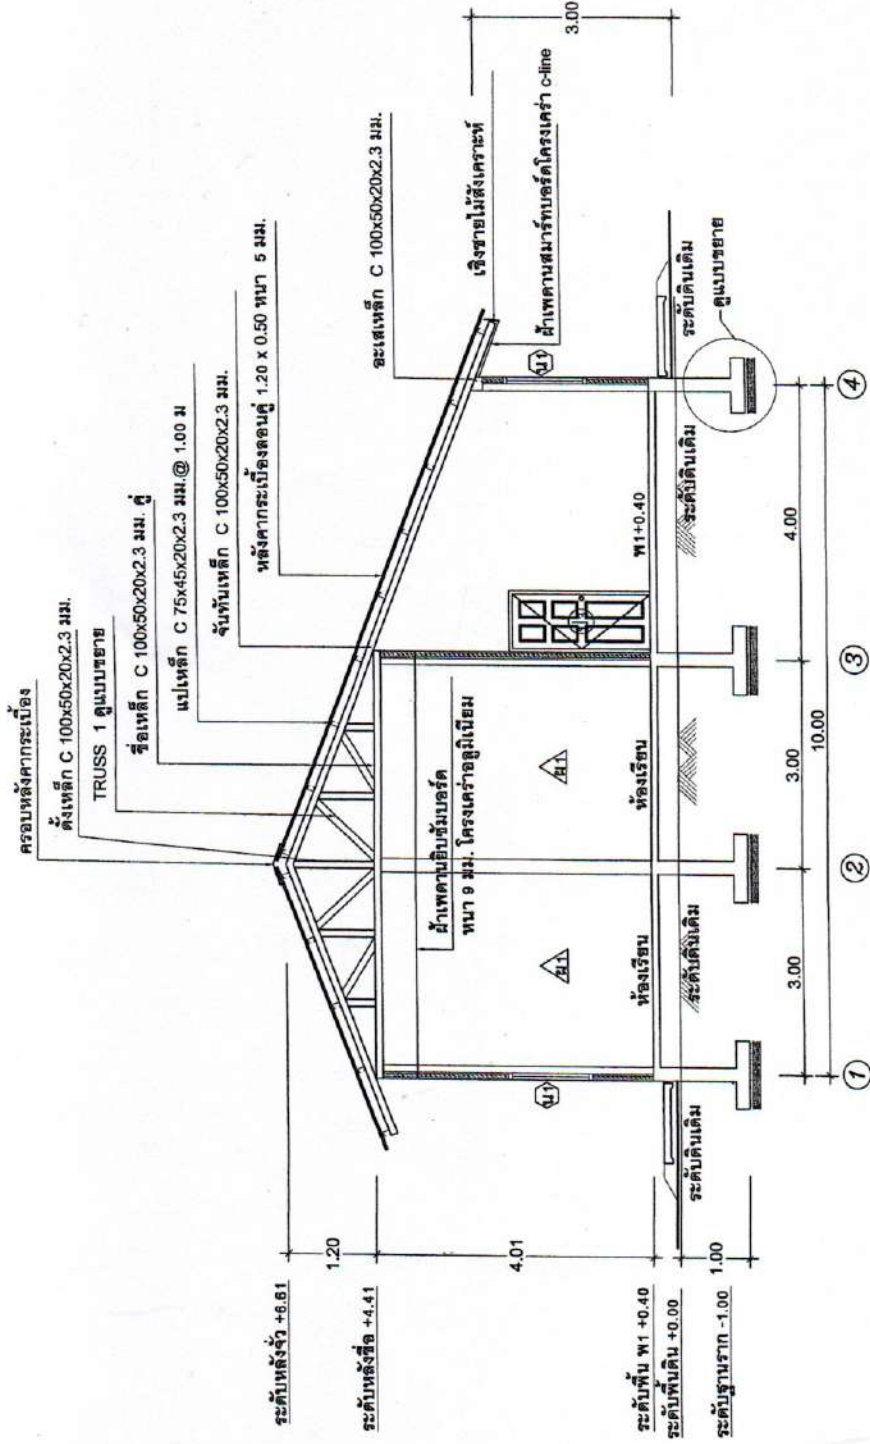 ครอบหลังคากระเบื้อง
ดั้งเหล็ก C 100x50x20x2.3 มม.
TRUSS 1 ดูแบบขยาย
ขื่อเหล็ก C 100x50x20x2.3 มม. คู่
แปเหล็ก C 75x45x20x2.3 มม.@ 1.00 ม
จันทันเหล็ก C 100x50x20x2.3 มม.
หลังคากระเบื้องลอนคู่ 1.20 x 0.50 หนา 5 มม.
อะเสเหล็ก C 100x50x20x2.3 มม.
เชิงชายไม้สังเคราะห์
ฝ้าเพดานสมาร์ทบอร์ดโครงเคร่า c-line
3.00
ระดับหลังจั่ว +6.61
1.20
ระดับหลังขื่อ +4.41
4.01
ระดับพื้น พ1 +0.40
ระดับพื้นดิน +0.00
1.00
ระดับฐานราก -1.00
ฝ้าเพดานยิบซั่มบอร์ด
หนา 9 มม. โครงเคร่าอลูมิเนียม
น1
ผ1
ผ1
น1
ห้องเรียน
ห้องเรียน
พ1+0.40
ระดับดินเดิม
ระดับดินเดิม
ระดับดินเดิม
ระดับดินเดิม
ดูแบบขยาย
3.00
3.00
4.00
10.00
1
2
3
4